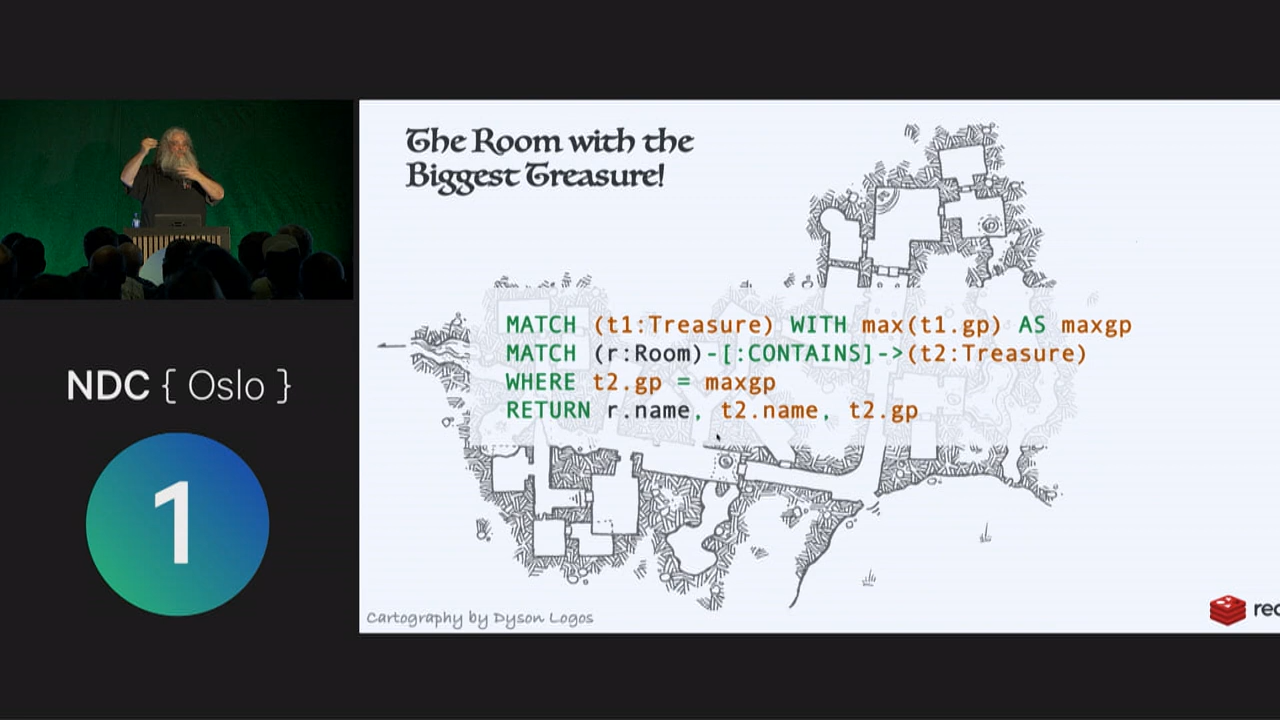 The Room with the
Biggest Treasure!
MATCH (t1:Treasure) WITH max(t1.gp) AS maxgp
MATCH (r:Room)-[:CONTAINS]->(t2:Treasure)
WHERE t2.gp = maxgp
RETURN r.name, t2.name, t2.gp
NDC { Oslo }
1
Cartography by Dyson Logos